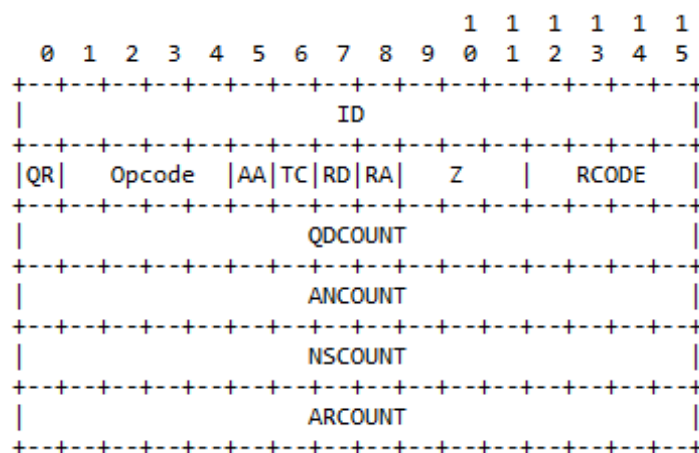 1  1  1  1  1  1
  0  1  2  3  4  5  6  7  8  9  0  1  2  3  4  5
+--+--+--+--+--+--+--+--+--+--+--+--+--+--+--+--+
|                      ID                       |
+--+--+--+--+--+--+--+--+--+--+--+--+--+--+--+--+
|QR|   Opcode  |AA|TC|RD|RA|   Z    |   RCODE   |
+--+--+--+--+--+--+--+--+--+--+--+--+--+--+--+--+
|                    QDCOUNT                    |
+--+--+--+--+--+--+--+--+--+--+--+--+--+--+--+--+
|                    ANCOUNT                    |
+--+--+--+--+--+--+--+--+--+--+--+--+--+--+--+--+
|                    NSCOUNT                    |
+--+--+--+--+--+--+--+--+--+--+--+--+--+--+--+--+
|                    ARCOUNT                    |
+--+--+--+--+--+--+--+--+--+--+--+--+--+--+--+--+